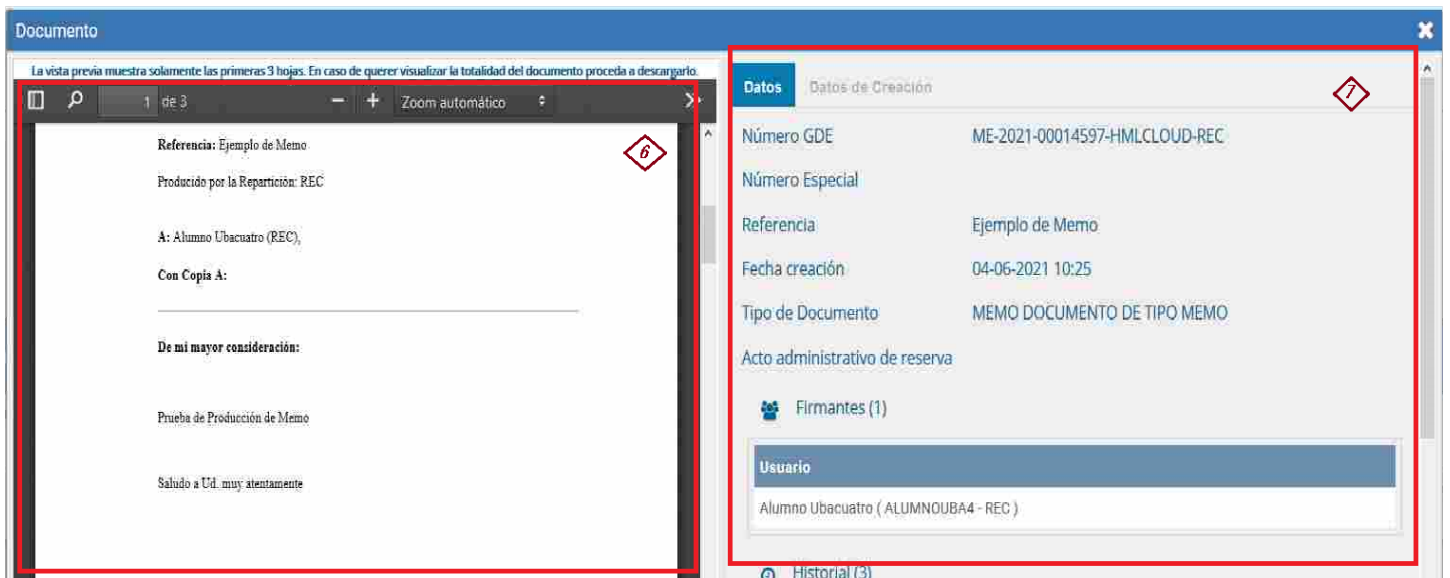 Documento
La vista previa muestra solamente las primeras 3 hojas. En caso de querer visualizar la totalidad del documento proceda a descargarlo.
1 de 3
Zoom automático
Referencia: Ejemplo de Memo
6
Producido por la Repartición: REC
A: Alumno Ubacuatro (REC),
Con Copia A:
De mi mayor consideración:
Prueba de Producción de Memo
Saludo a Ud. muy atentamente
Datos Datos de Creación
7
Número GDE ME-2021-00014597-HMLCLOUD-REC
Número Especial
Referencia Ejemplo de Memo
Fecha creación 04-06-2021 10:25
Tipo de Documento MEMO DOCUMENTO DE TIPO MEMO
Acto administrativo de reserva
Firmantes (1)
Usuario
Alumno Ubacuatro ( ALUMNOUBA4 - REC )
Historial (3)